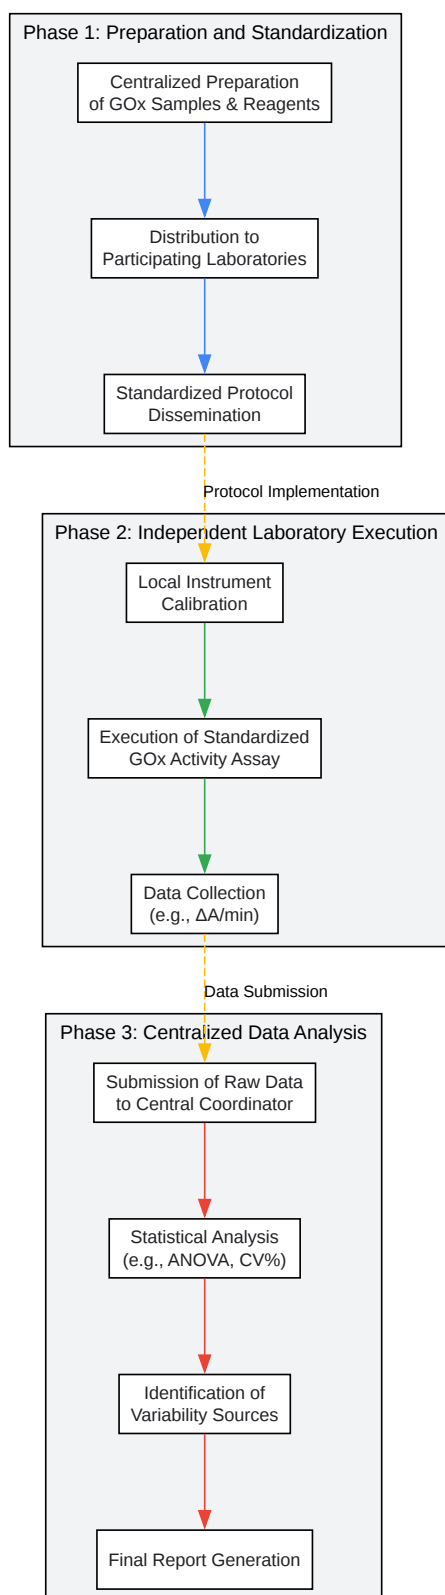 Phase 1: Preparation and Standardization
Centralized Preparation
of GOx Samples & Reagents
Distribution to
Participating Laboratories
Standardized Protocol
Dissemination
Protocol Implementation
Phase 2: Independent Laboratory Execution
Local Instrument
Calibration
Execution of Standardized
GOx Activity Assay
Data Collection
(e.g., ΔA/min)
Data Submission
Phase 3: Centralized Data Analysis
Submission of Raw Data
to Central Coordinator
Statistical Analysis
(e.g., ANOVA, CV%)
Identification of
Variability Sources
Final Report Generation